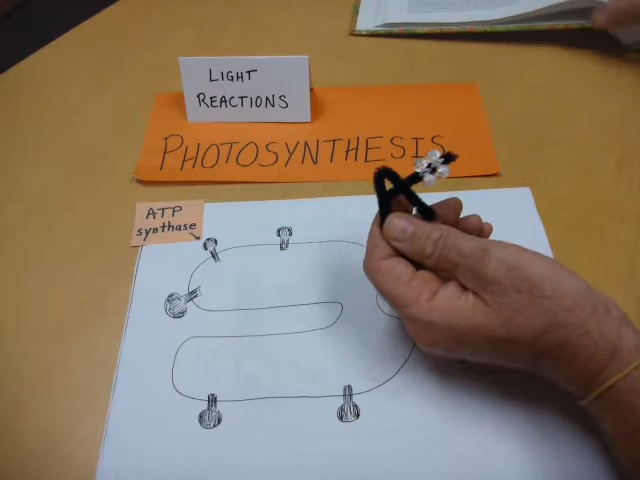 LIGHT
REACTIONS
PHOTOSYNTHESIS
ATP
synthase
A